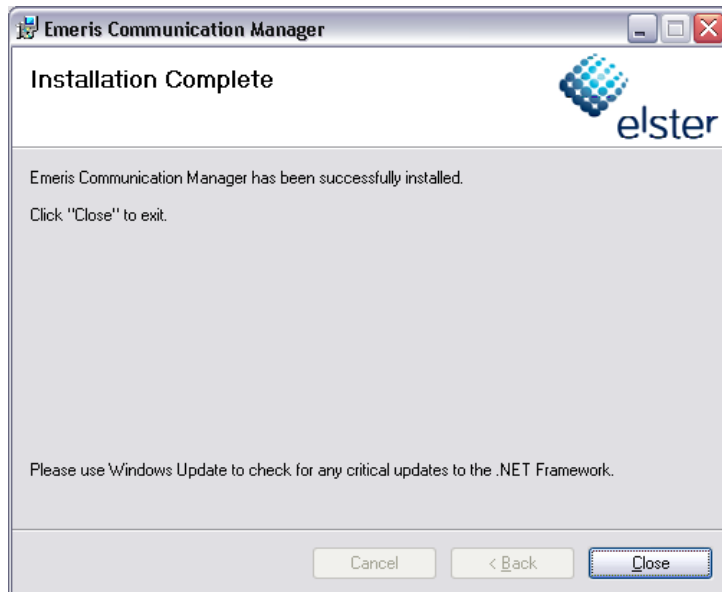 Emeris Communication Manager
Installation Complete
elster
Emeris Communication Manager has been successfully installed.
Click "Close" to exit.
Please use Windows Update to check for any critical updates to the .NET Framework.
Cancel
< Back
Close